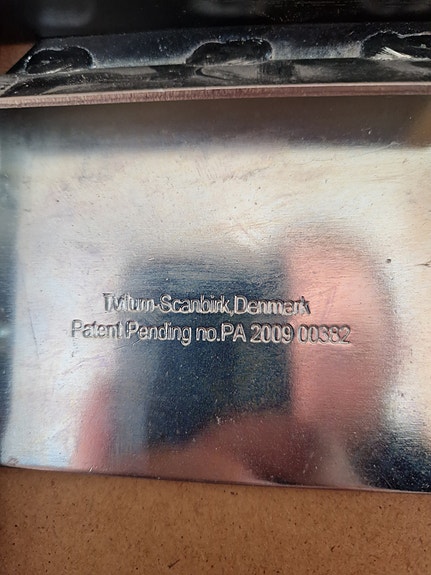 Tvilum-Scanbirk,Denmark
Patent Pending no.PA 2009 00382